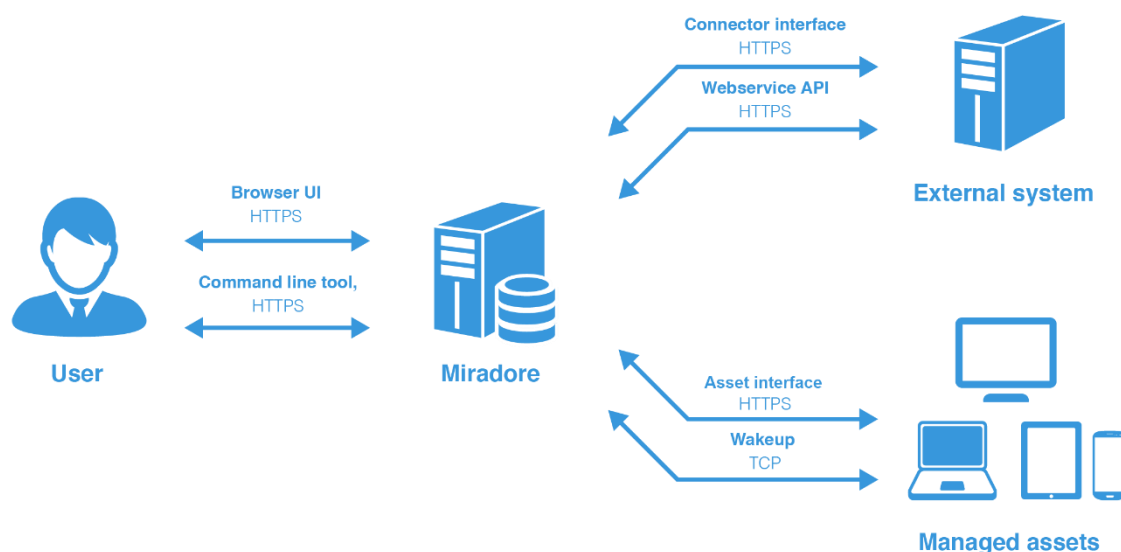 Connector interface
HTTPS
Webservice API
HTTPS
External system
Browser UI
HTTPS
Command line tool,
HTTPS
User
Miradore
Asset interface
HTTPS
Wakeup
TCP
Managed assets